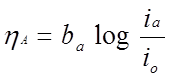 η_A = b_a log i_a / i_o